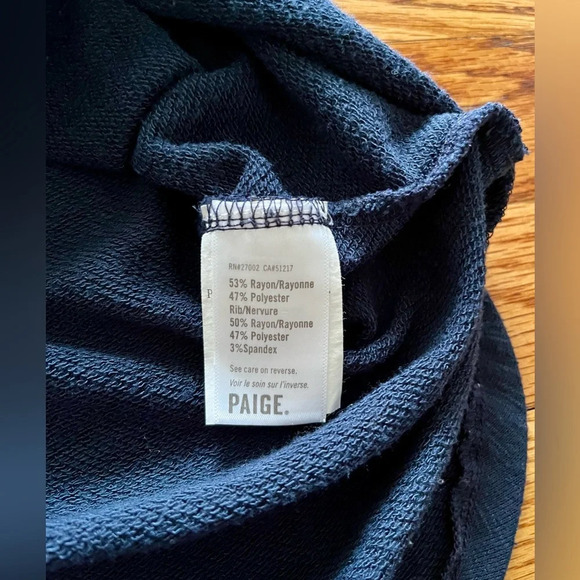 RN#27002 CA#51217
53% Rayon/Rayonne
47% Polyester
Rib/Nervure
50% Rayon/Rayonne
47% Polyester
3%Spandex
See care on reverse.
Voir le soin sur l'inverse.
PAIGE.
P